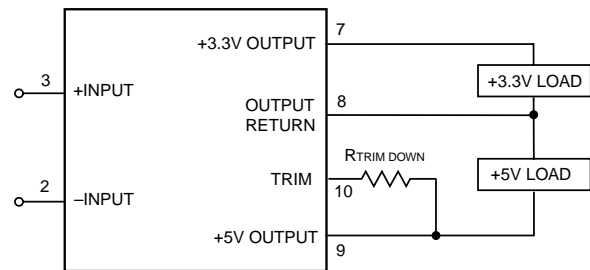 +3.3V OUTPUT
7
3
+INPUT
+3.3V LOAD
OUTPUT
RETURN
8
RTRIM DOWN
TRIM
10
+5V LOAD
2
–INPUT
+5V OUTPUT
9